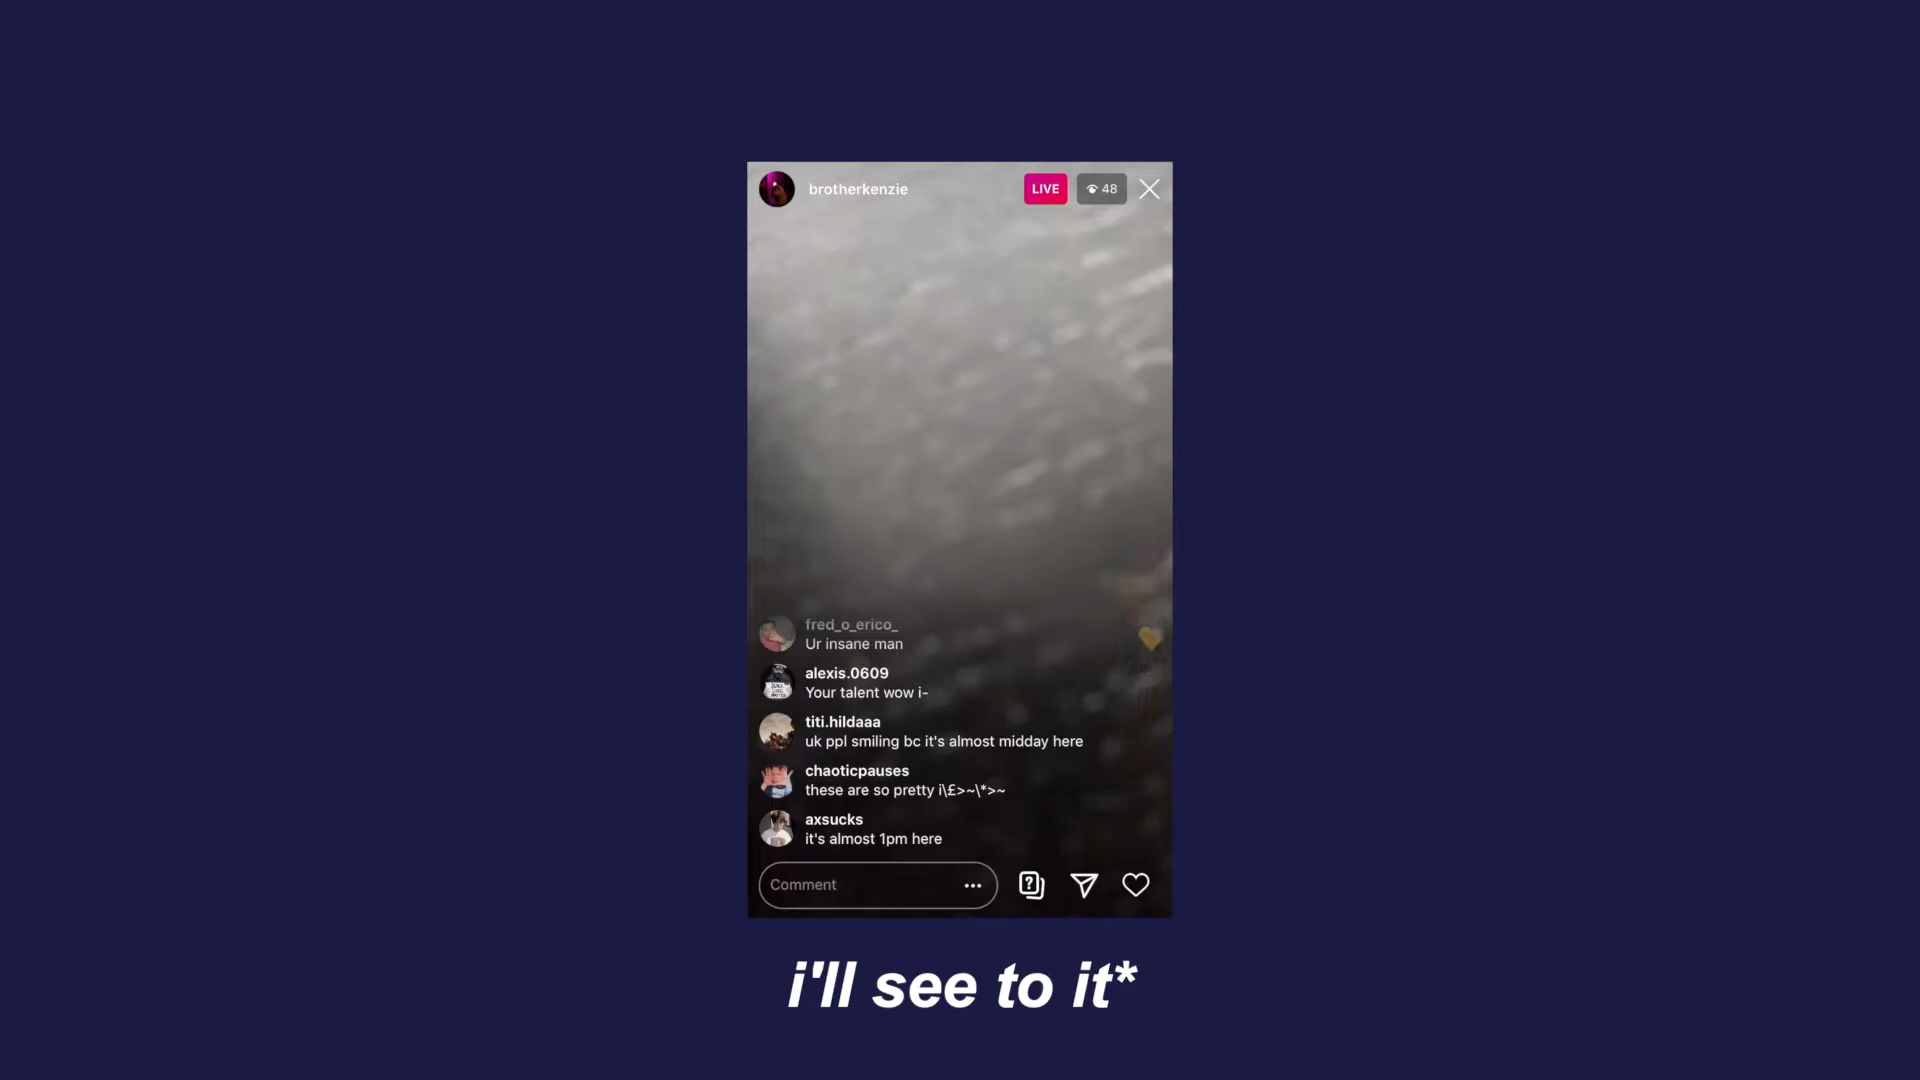 brotherkenzie
LIVE
48
fred_o_erico_
Ur insane man
alexis.0609
Your talent wow i-
titi.hildaaa
uk ppl smiling bc it's almost midday here
chaoticpauses
these are so pretty i\£>~\*>~
axsucks
it's almost 1pm here
Comment
i'll see to it*